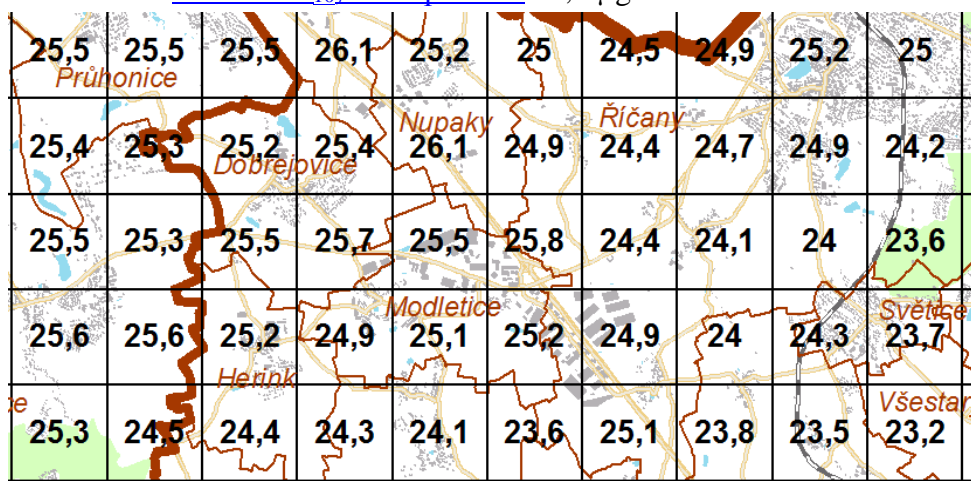 25,5 25,5 25,5 26,1 25,2 25 24,5 24,9 25,2 25
Průhonice
Nupaky Říčany
25,4 25,3 25,2 25,4 26,1 24,9 24,4 24,7 24,9 24,2
Dobřejovice
25,5 25,3 25,5 25,7 25,5 25,8 24,4 24,1 24 23,6
Modletice Světice
25,6 25,6 25,2 24,9 25,1 25,2 24,9 24 24,3 23,7
Herink
ce Všestar
25,3 24,5 24,4 24,3 24,1 23,6 25,1 23,8 23,5 23,2